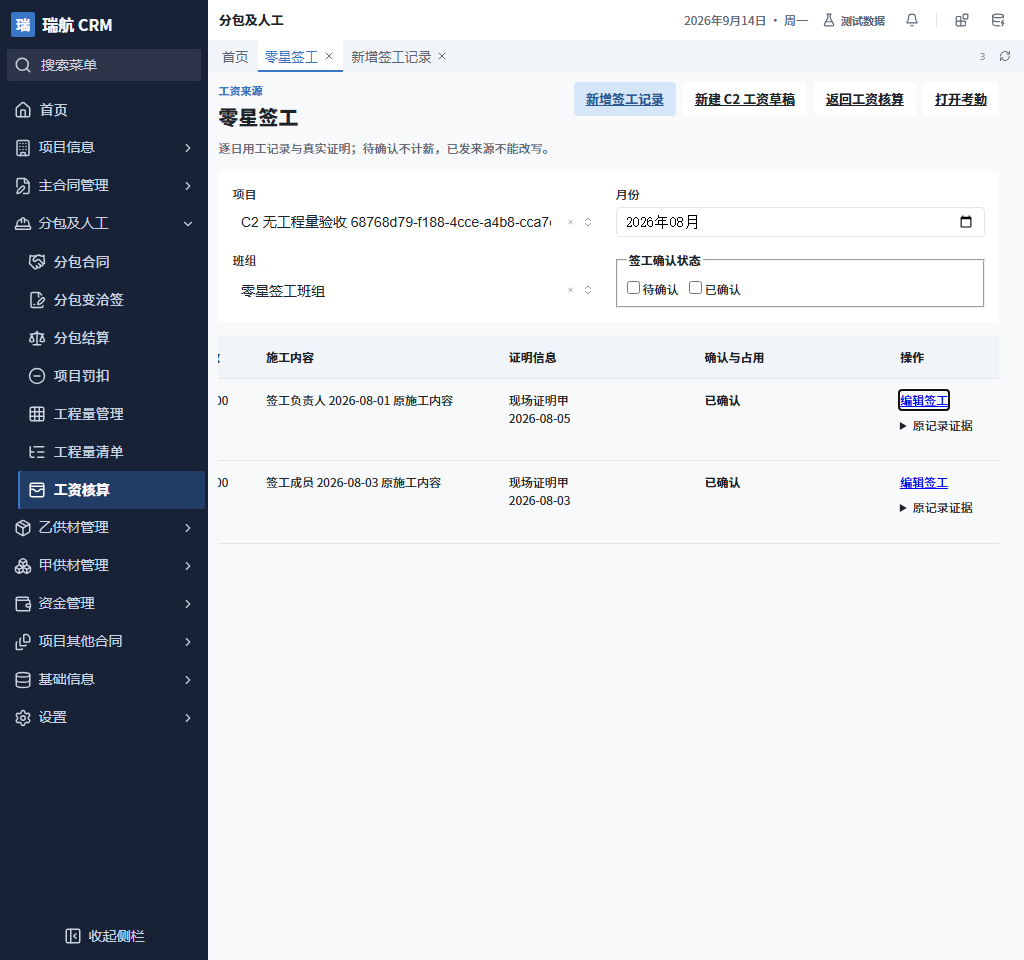 瑞 瑞航 CRM
搜索菜单
首页
项目信息
主合同管理
分包及人工
分包合同
分包变洽签
分包结算
项目罚扣
工程量管理
工程量清单
工资核算
乙供材管理
甲供材管理
资金管理
项目其他合同
基础信息
设置
收起侧栏
分包及人工
2026年9月14日 · 周一 测试数据
首页 零星签工 × 新增签工记录 × 3
工资来源
零星签工
新增签工记录 新建 C2 工资草稿 返回工资核算 打开考勤
逐日用工记录与真实证明；待确认不计薪，已发来源不能改写。
项目
C2 无工程量验收 68768d79-f188-4cce-a4b8-cca7
月份
2026年08月
班组
零星签工班组
签工确认状态
待确认 已确认
施工内容 证明信息 确认与占用 操作
00 签工负责人 2026-08-01 原施工内容 现场证明甲 已确认 编辑签工
2026-08-05 原记录证据
00 签工成员 2026-08-03 原施工内容 现场证明甲 已确认 编辑签工
2026-08-03 原记录证据